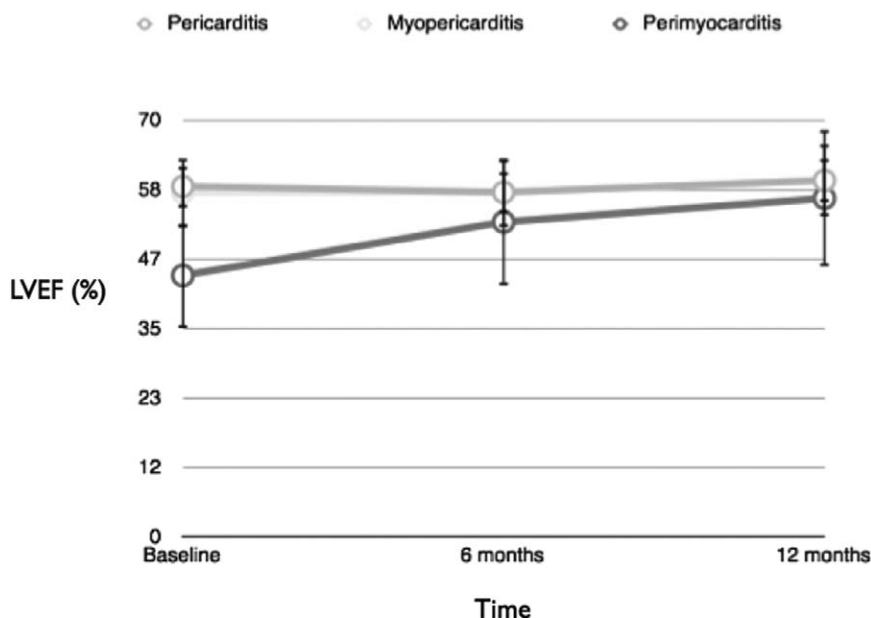 Pericarditis Myopericarditis Perimyocarditis
70
58
47
LVEF (%)
35
23
12
0
Baseline 6 months 12 months
Time